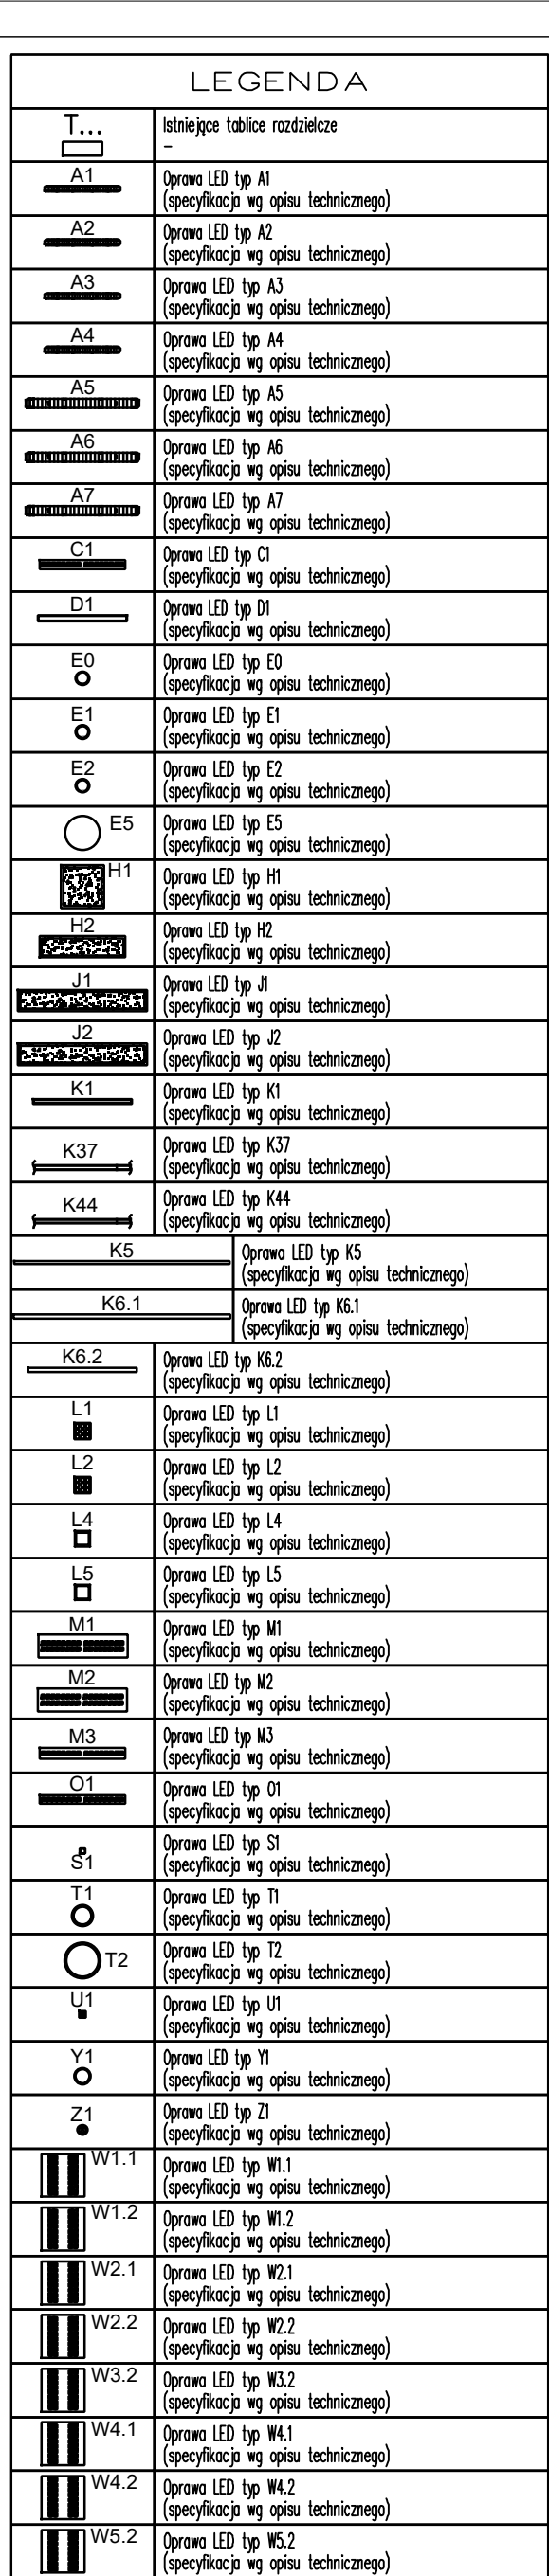 LEGENDA
T...
Istniejące tablice rozdzielcze
–
A1
Oprawa LED typ A1
(specyfikacja wg opisu technicznego)
A2
Oprawa LED typ A2
(specyfikacja wg opisu technicznego)
A3
Oprawa LED typ A3
(specyfikacja wg opisu technicznego)
A4
Oprawa LED typ A4
(specyfikacja wg opisu technicznego)
A5
Oprawa LED typ A5
(specyfikacja wg opisu technicznego)
A6
Oprawa LED typ A6
(specyfikacja wg opisu technicznego)
A7
Oprawa LED typ A7
(specyfikacja wg opisu technicznego)
C1
Oprawa LED typ C1
(specyfikacja wg opisu technicznego)
D1
Oprawa LED typ D1
(specyfikacja wg opisu technicznego)
E0
Oprawa LED typ E0
(specyfikacja wg opisu technicznego)
E1
Oprawa LED typ E1
(specyfikacja wg opisu technicznego)
E2
Oprawa LED typ E2
(specyfikacja wg opisu technicznego)
E5
Oprawa LED typ E5
(specyfikacja wg opisu technicznego)
H1
Oprawa LED typ H1
(specyfikacja wg opisu technicznego)
H2
Oprawa LED typ H2
(specyfikacja wg opisu technicznego)
J1
Oprawa LED typ J1
(specyfikacja wg opisu technicznego)
J2
Oprawa LED typ J2
(specyfikacja wg opisu technicznego)
K1
Oprawa LED typ K1
(specyfikacja wg opisu technicznego)
K37
Oprawa LED typ K37
(specyfikacja wg opisu technicznego)
K44
Oprawa LED typ K44
(specyfikacja wg opisu technicznego)
K5
Oprawa LED typ K5
(specyfikacja wg opisu technicznego)
K6.1
Oprawa LED typ K6.1
(specyfikacja wg opisu technicznego)
K6.2
Oprawa LED typ K6.2
(specyfikacja wg opisu technicznego)
L1
Oprawa LED typ L1
(specyfikacja wg opisu technicznego)
L2
Oprawa LED typ L2
(specyfikacja wg opisu technicznego)
L4
Oprawa LED typ L4
(specyfikacja wg opisu technicznego)
L5
Oprawa LED typ L5
(specyfikacja wg opisu technicznego)
M1
Oprawa LED typ M1
(specyfikacja wg opisu technicznego)
M2
Oprawa LED typ M2
(specyfikacja wg opisu technicznego)
M3
Oprawa LED typ M3
(specyfikacja wg opisu technicznego)
O1
Oprawa LED typ O1
(specyfikacja wg opisu technicznego)
S1
Oprawa LED typ S1
(specyfikacja wg opisu technicznego)
T1
Oprawa LED typ T1
(specyfikacja wg opisu technicznego)
T2
Oprawa LED typ T2
(specyfikacja wg opisu technicznego)
U1
Oprawa LED typ U1
(specyfikacja wg opisu technicznego)
Y1
Oprawa LED typ Y1
(specyfikacja wg opisu technicznego)
Z1
Oprawa LED typ Z1
(specyfikacja wg opisu technicznego)
W1.1
Oprawa LED typ W1.1
(specyfikacja wg opisu technicznego)
W1.2
Oprawa LED typ W1.2
(specyfikacja wg opisu technicznego)
W2.1
Oprawa LED typ W2.1
(specyfikacja wg opisu technicznego)
W2.2
Oprawa LED typ W2.2
(specyfikacja wg opisu technicznego)
W3.2
Oprawa LED typ W3.2
(specyfikacja wg opisu technicznego)
W4.1
Oprawa LED typ W4.1
(specyfikacja wg opisu technicznego)
W4.2
Oprawa LED typ W4.2
(specyfikacja wg opisu technicznego)
W5.2
Oprawa LED typ W5.2
(specyfikacja wg opisu technicznego)